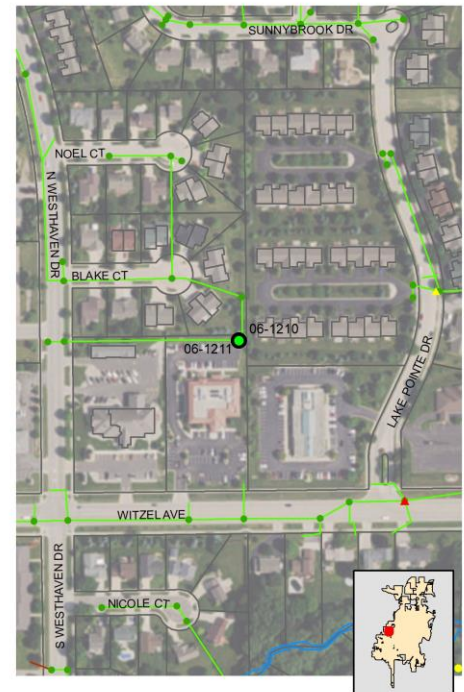 SUNNYBROOK DR
NOEL CT
N WESTHAVEN DR
BLAKE CT
06-1210
06-1211
LAKE POINTE DR
WITZEL AVE
S WESTHAVEN DR
NICOLE CT